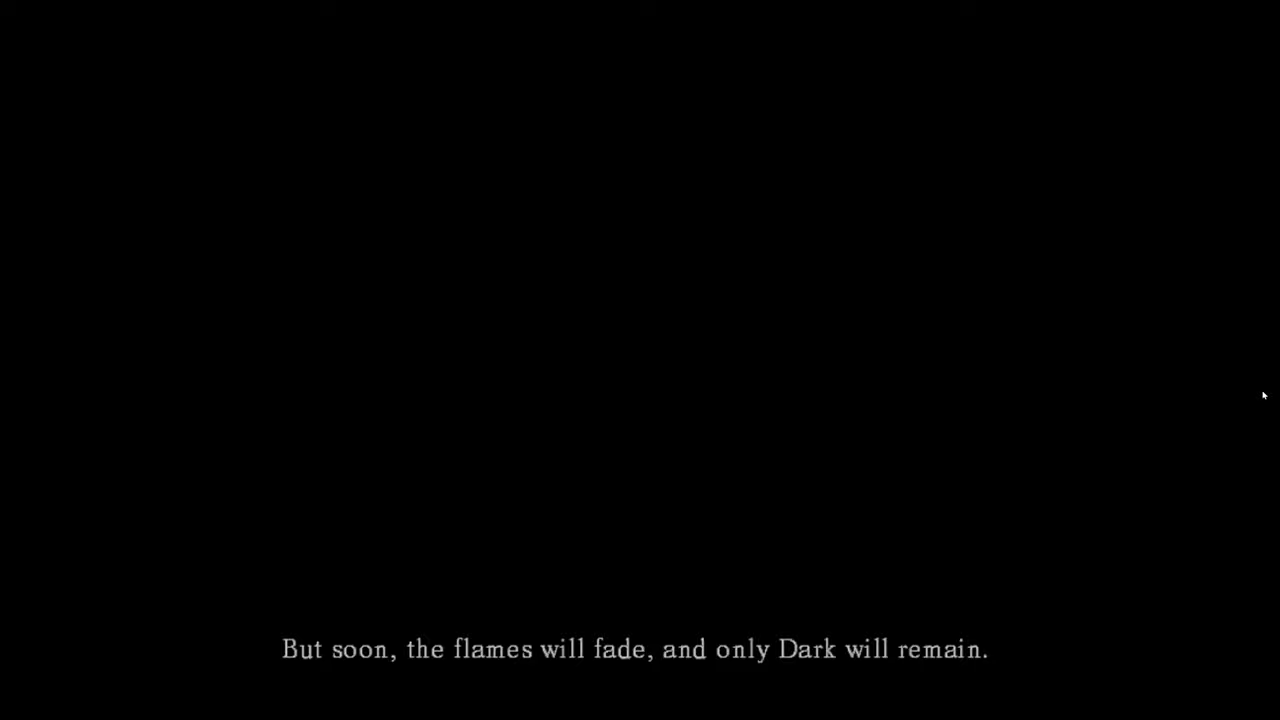 But soon, the flames will fade, and only Dark will remain.